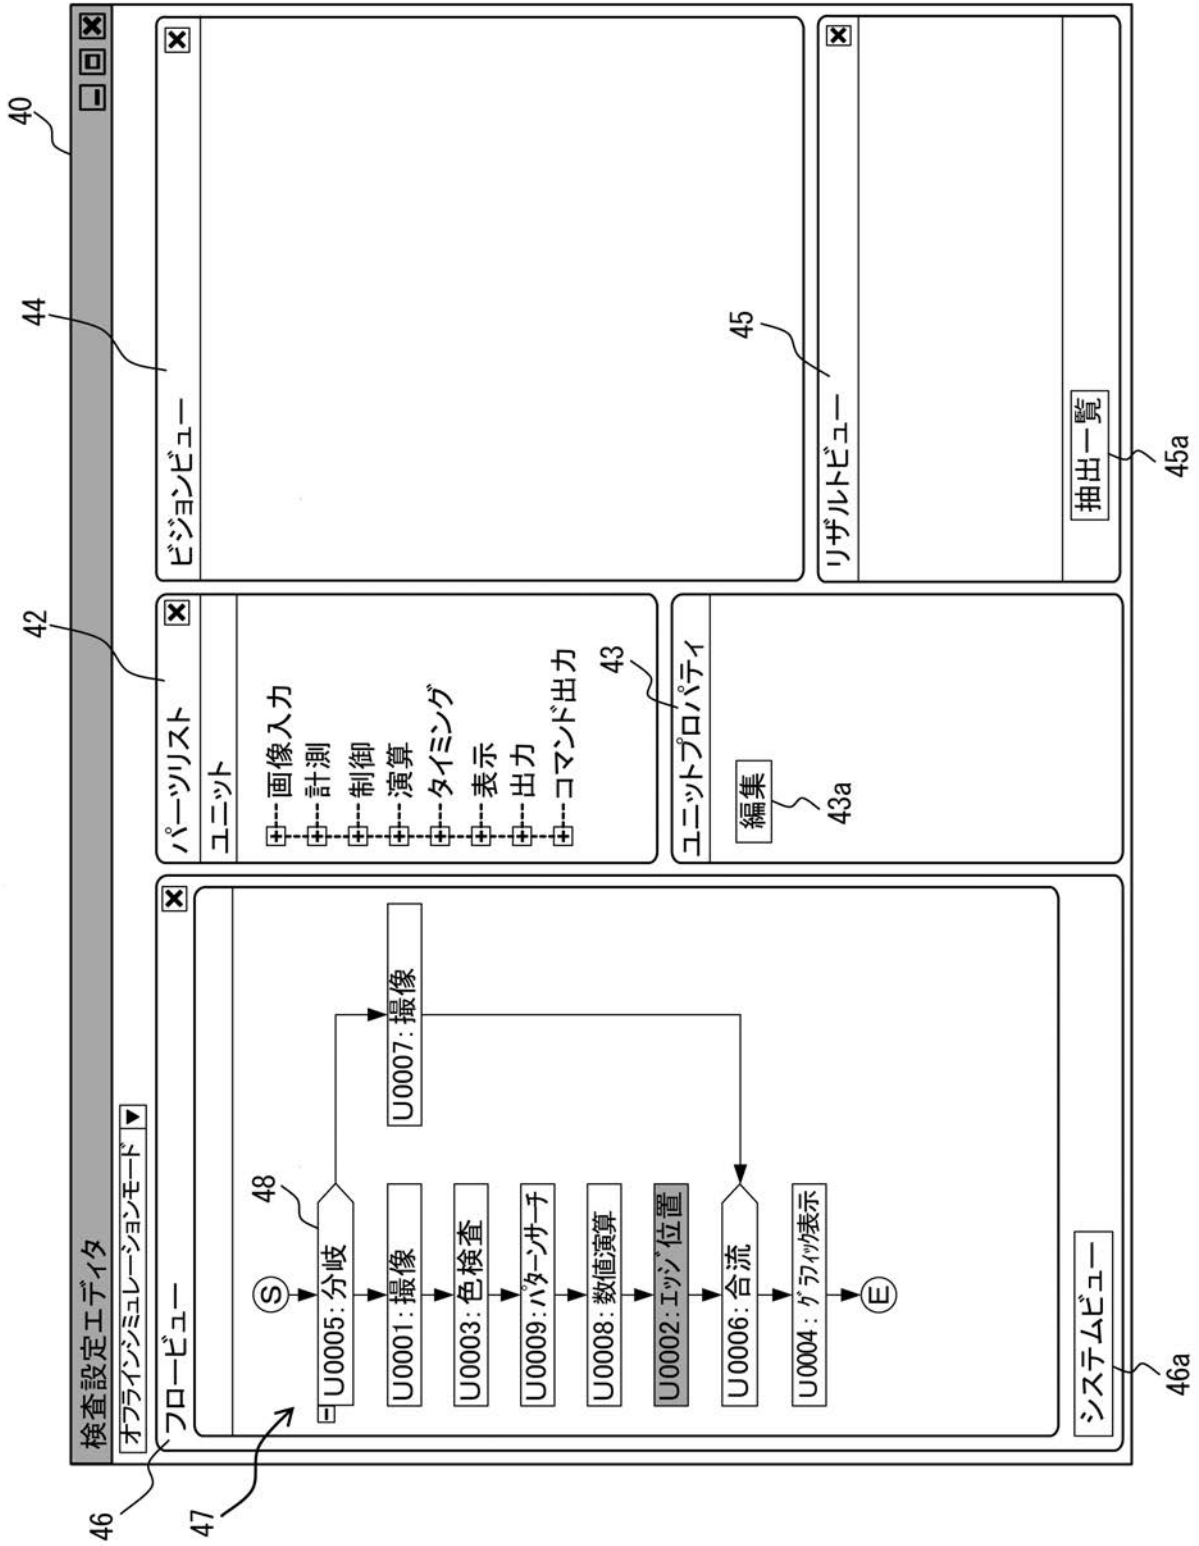 40
検査設定エディタ
オフラインシミュレーションモード
46
フロービュー
47
S
48
U0005:分岐
U0001:撮像
U0007:撮像
U0003:色検査
U0009:パターンサーチ
U0008:数値演算
U0002:エッジ位置
U0006:合流
U0004:グラフィック表示
E
システムビュー
46a
42
パーツリスト
ユニット
画像入力
計測
制御
演算
タイミング
表示
出力
コマンド出力
43
ユニットプロパティ
編集
43a
44
ビジョンビュー
45
リザルトビュー
抽出一覧
45a